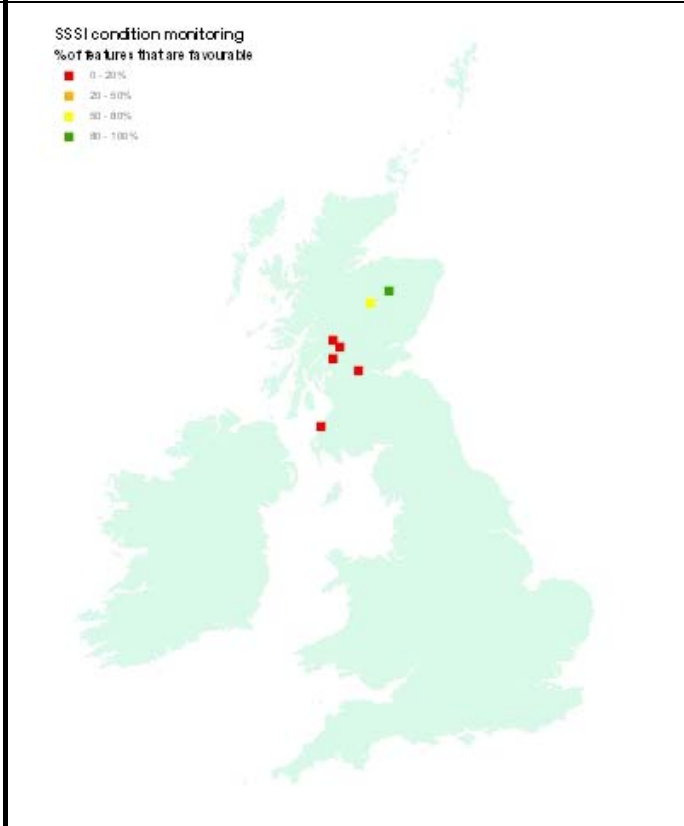 SSSI condition monitoring
% of features that are favourable
0 - 20%
20 - 50%
50 - 80%
80 - 100%